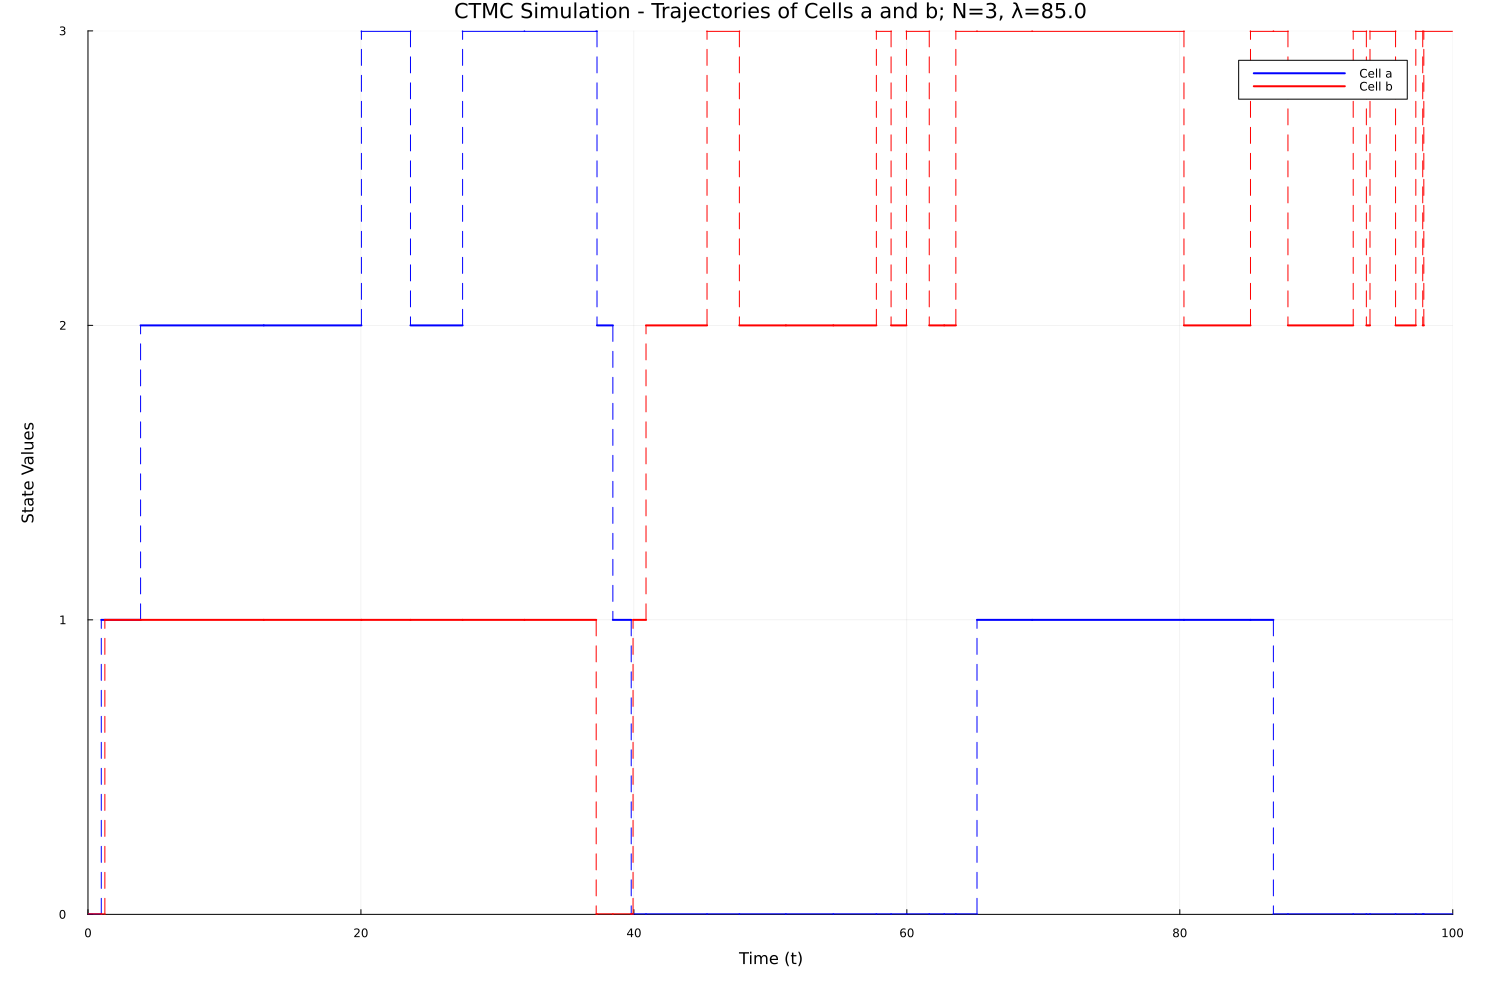 CTMC Simulation - Trajectories of Cells a and b; N=3, λ=85.0
3
Cell a
Cell b
2
State Values
1
0
0 20 40 60 80 100
Time (t)